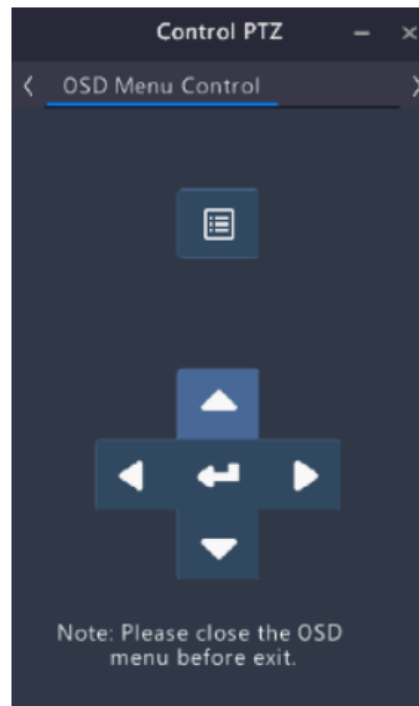 Control PTZ
OSD Menu Control
Note: Please close the OSD
menu before exit.